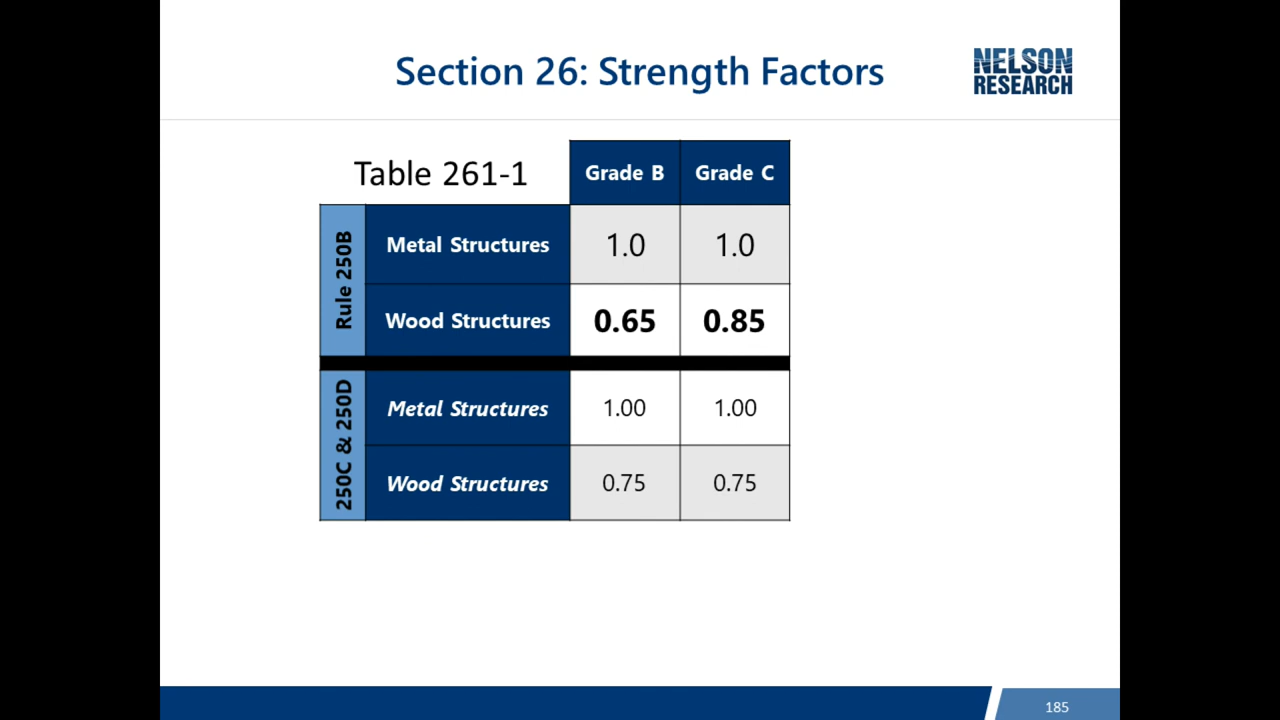 Section 26: Strength Factors
NELSON
RESEARCH
Table 261-1
Grade B
Grade C
Rule 250B
Metal Structures
1.0
1.0
Wood Structures
0.65
0.85
250C & 250D
Metal Structures
1.00
1.00
Wood Structures
0.75
0.75
185